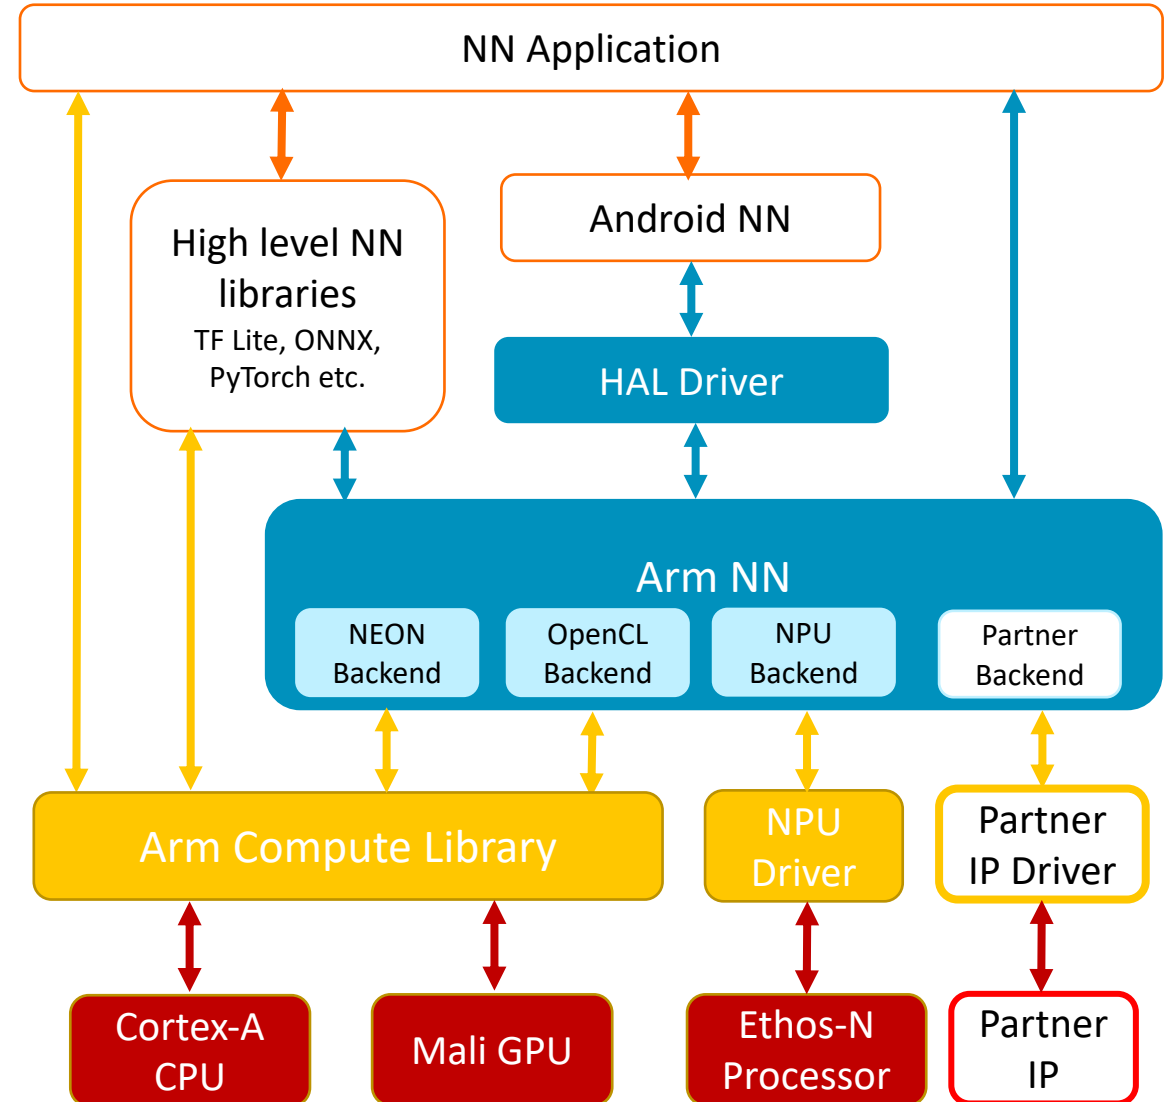 NN Application
High level NN
libraries
TF Lite, ONNX,
PyTorch etc.
Android NN
HAL Driver
Arm NN
NEON
Backend
OpenCL
Backend
NPU
Backend
Partner
Backend
Arm Compute Library
NPU
Driver
Partner
IP Driver
Cortex-A
CPU
Mali GPU
Ethos-N
Processor
Partner
IP